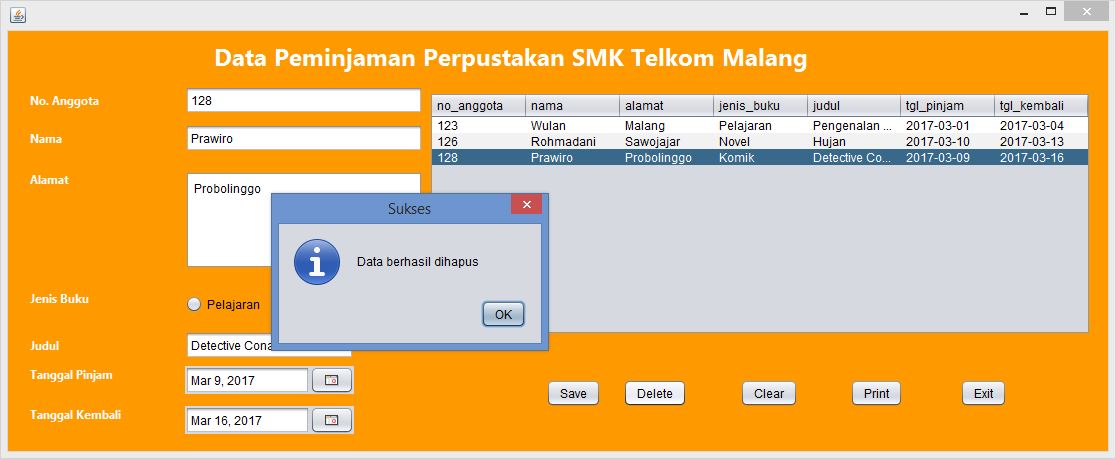 Data Peminjaman Perpustakan SMK Telkom Malang
No. Anggota 128
Nama Prawiro
Alamat Probolinggo
Jenis Buku Pelajaran
Judul Detective Cona
Tanggal Pinjam Mar 9, 2017
Tanggal Kembali Mar 16, 2017
no_anggota nama alamat jenis_buku judul tgl_pinjam tgl_kembali
123 Wulan Malang Pelajaran Pengenalan ... 2017-03-01 2017-03-04
126 Rohmadani Sawojajar Novel Hujan 2017-03-10 2017-03-13
128 Prawiro Probolinggo Komik Detective Co... 2017-03-09 2017-03-16
Sukses
Data berhasil dihapus
OK
Save Delete Clear Print Exit